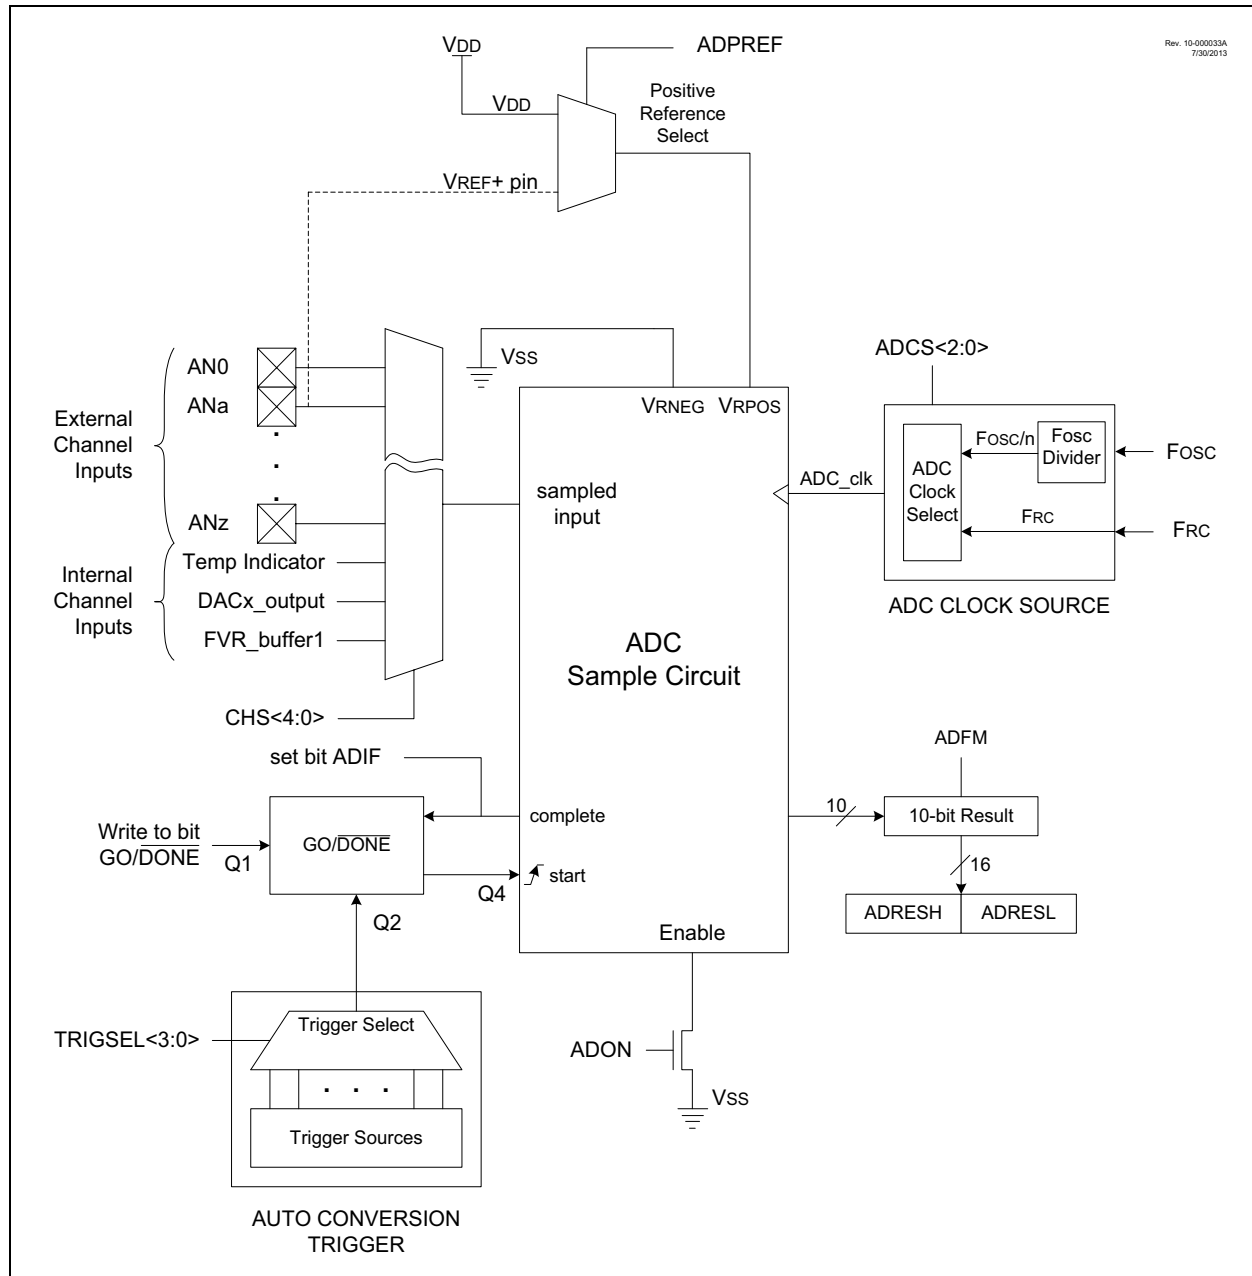 Rev. 10-000033A
7/30/2013
VDD
ADPREF
VDD
Positive
Reference
Select
VREF+ pin
AN0
ANa
.
.
.
ANz
External
Channel
Inputs
Temp Indicator
DACx_output
FVR_buffer1
Internal
Channel
Inputs
CHS<4:0>
VSS
VRNEG
VRPOS
sampled
input
ADC_clk
ADC
Sample Circuit
ADCS<2:0>
ADC
Clock
Select
FOSC/n
Fosc
Divider
FOSC
FRC
FRC
ADC CLOCK SOURCE
set bit ADIF
complete
Write to bit
GO/DONE
Q1
GO/DONE
Q4
start
Q2
Enable
ADFM
10
10-bit Result
16
ADRESH
ADRESL
TRIGSEL<3:0>
Trigger Select
. . .
Trigger Sources
AUTO CONVERSION
TRIGGER
ADON
VSS